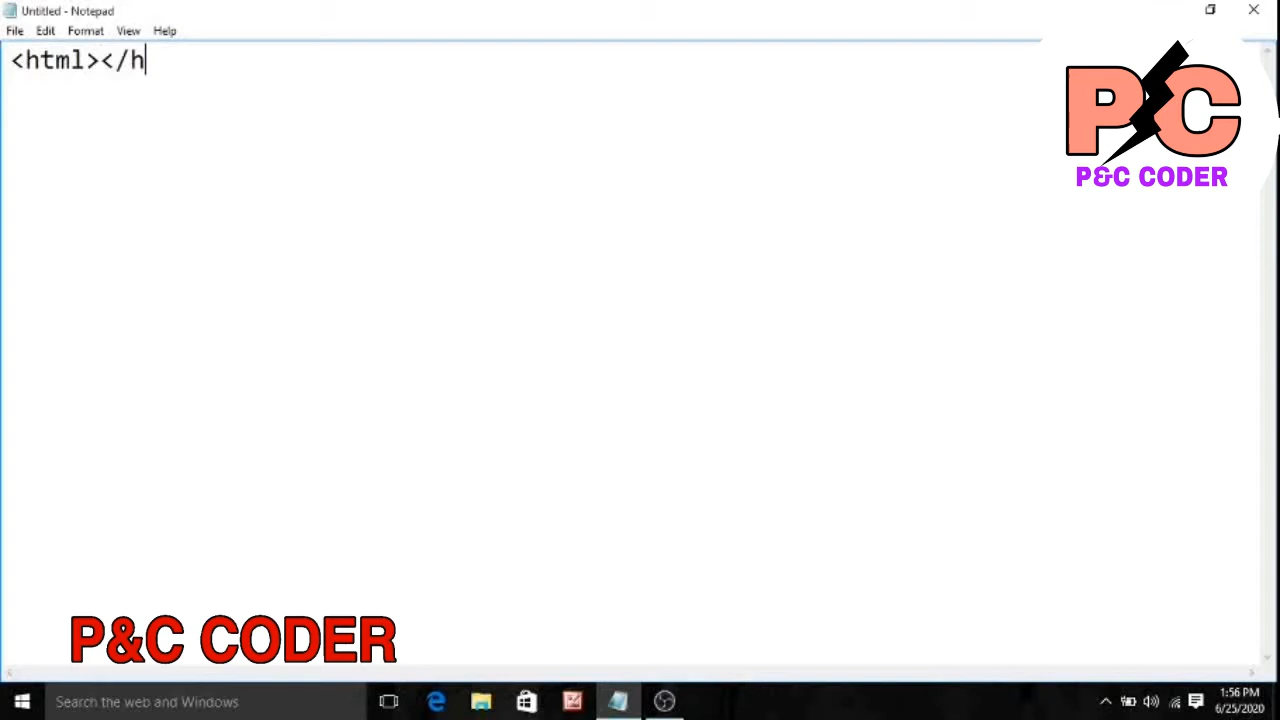 Untitled - Notepad
File Edit Format View Help
<html></h
P C
P&C CODER
P&C CODER
Search the web and Windows
1:56 PM
6/25/2020